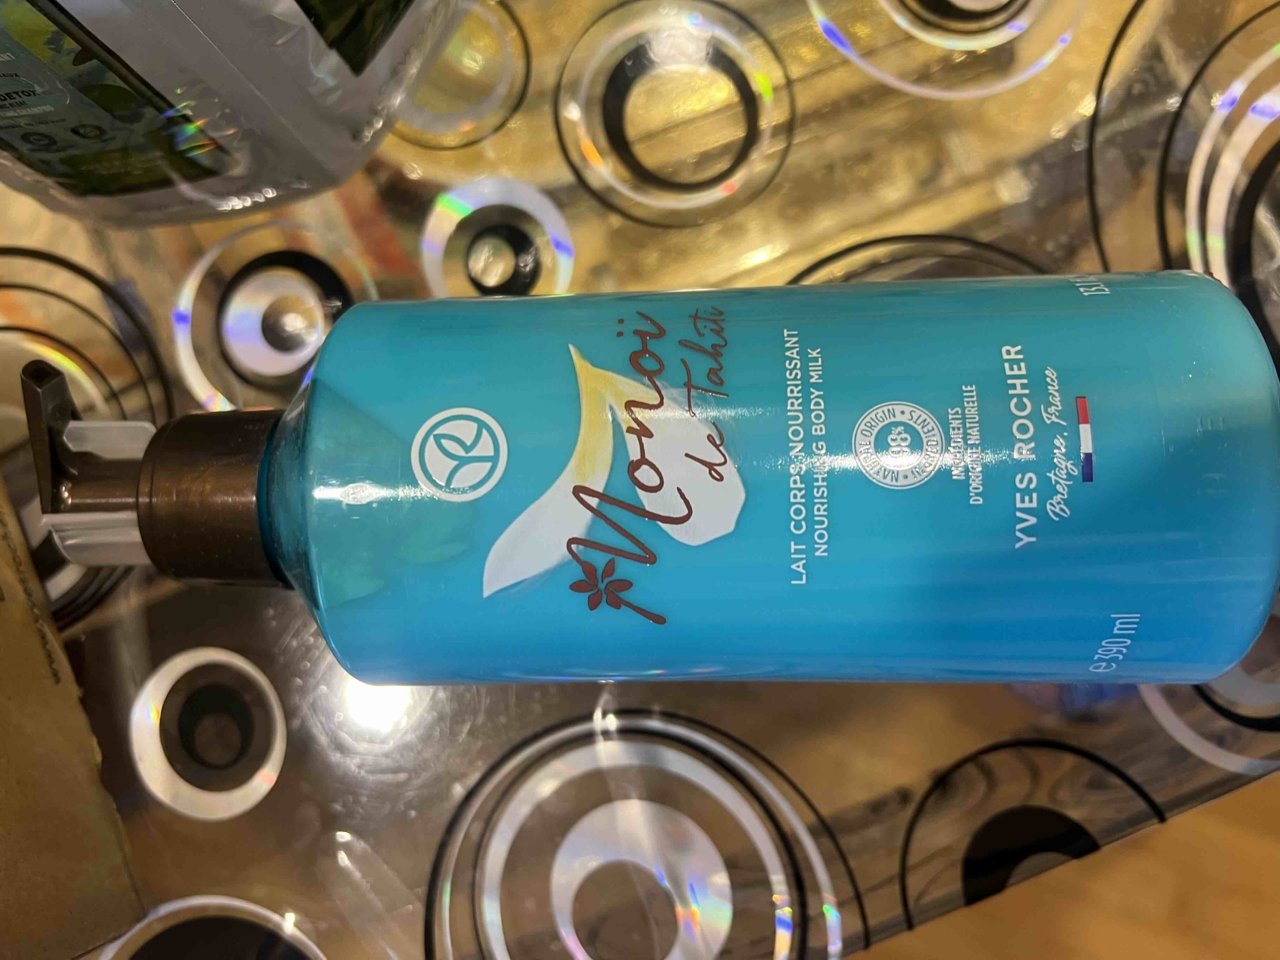 DETOX
Monoï
de Tahiti
LAIT CORPS NOURRISSANT
NOURISHING BODY MILK
NATURAL ORIGIN • INGREDIENTS •
98%
INGRÉDIENTS
D'ORIGINE NATURELLE
YVES ROCHER
Bretagne, France
e 390 ml